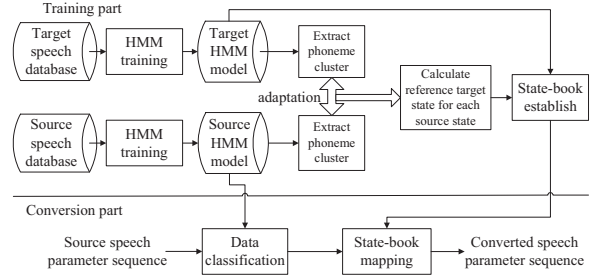 Training part
Target
speech
database
HMM
training
Target
HMM
model
Extract
phoneme
cluster
adaptation
Calculate
reference target
state for each
source state
State-book
establish
Source
speech
database
HMM
training
Source
HMM
model
Extract
phoneme
cluster
Conversion part
Source speech
parameter sequence
Data
classification
State-book
mapping
Converted speech
parameter sequence